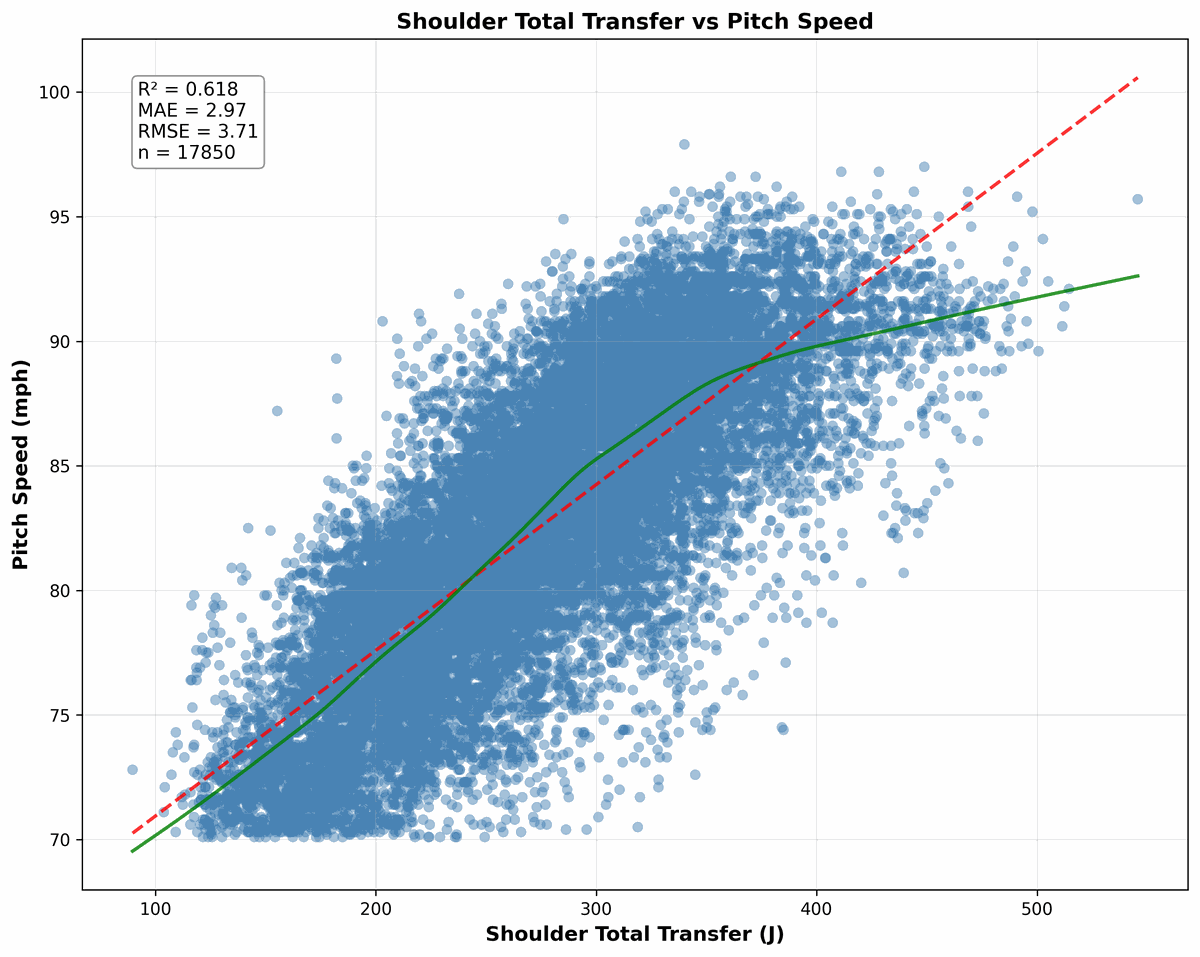 Shoulder Total Transfer vs Pitch Speed
R² = 0.618
MAE = 2.97
RMSE = 3.71
n = 17850
100
95
90
85
80
75
70
Pitch Speed (mph)
100 200 300 400 500
Shoulder Total Transfer (J)